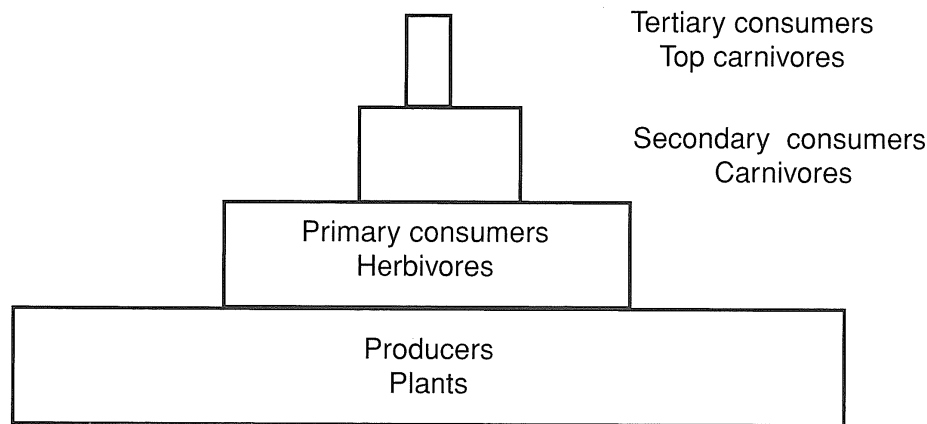 Tertiary consumers
Top carnivores
Secondary consumers
Carnivores
Primary consumers
Herbivores
Producers
Plants